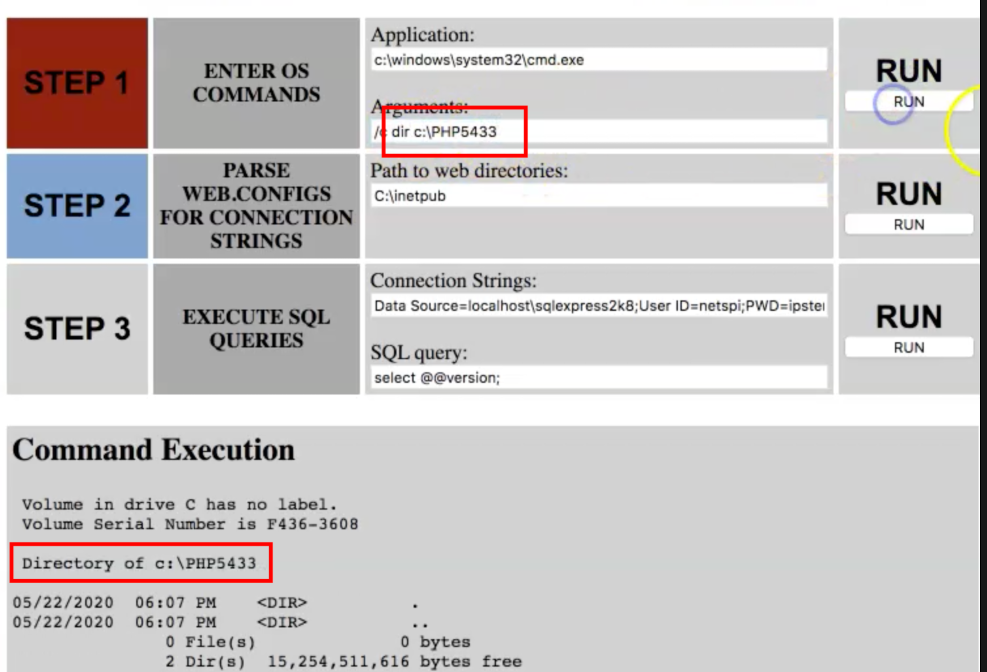 STEP 1
ENTER OS
COMMANDS
Application:
c:\windows\system32\cmd.exe
Arguments:
/c dir c:\PHP5433
RUN
RUN
STEP 2
PARSE
WEB.CONFIGS
FOR CONNECTION
STRINGS
Path to web directories:
C:\inetpub
RUN
RUN
STEP 3
EXECUTE SQL
QUERIES
Connection Strings:
Data Source=localhost\sqlexpress2k8;User ID=netspi;PWD=ipste
SQL query:
select @@version;
RUN
RUN
Command Execution
Volume in drive C has no label.
Volume Serial Number is F436-3608
Directory of c:\PHP5433
05/22/2020 06:07 PM <DIR> .
05/22/2020 06:07 PM <DIR> ..
0 File(s) 0 bytes
2 Dir(s) 15,254,511,616 bytes free